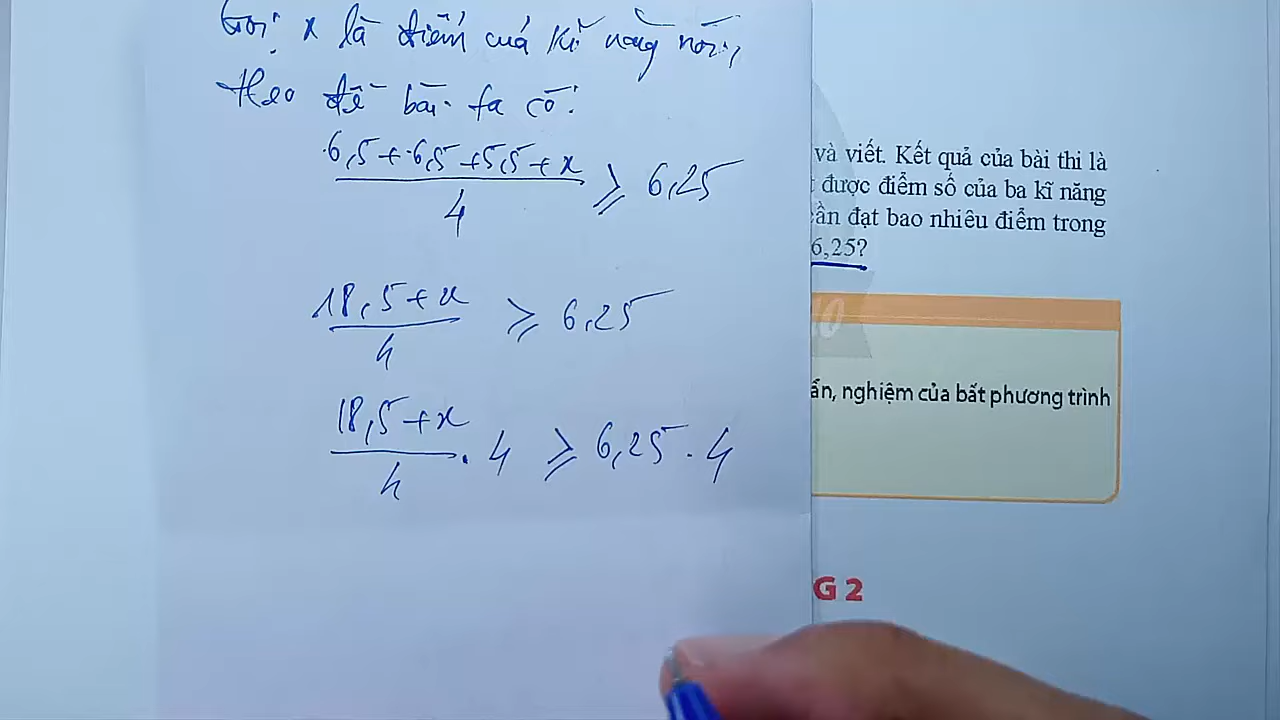 Gọi x là điểm của kĩ năng nói,
theo đề bài ta có:
6,5 + 6,5 + 5,5 + x
4
≥ 6,25
18,5 + x
4
≥ 6,25
18,5 + x
4
. 4 ≥ 6,25 . 4
và viết. Kết quả của bài thi là
được điểm số của ba kĩ năng
cần đạt bao nhiêu điểm trong
6,25?
10
ẩn, nghiệm của bất phương trình
G 2